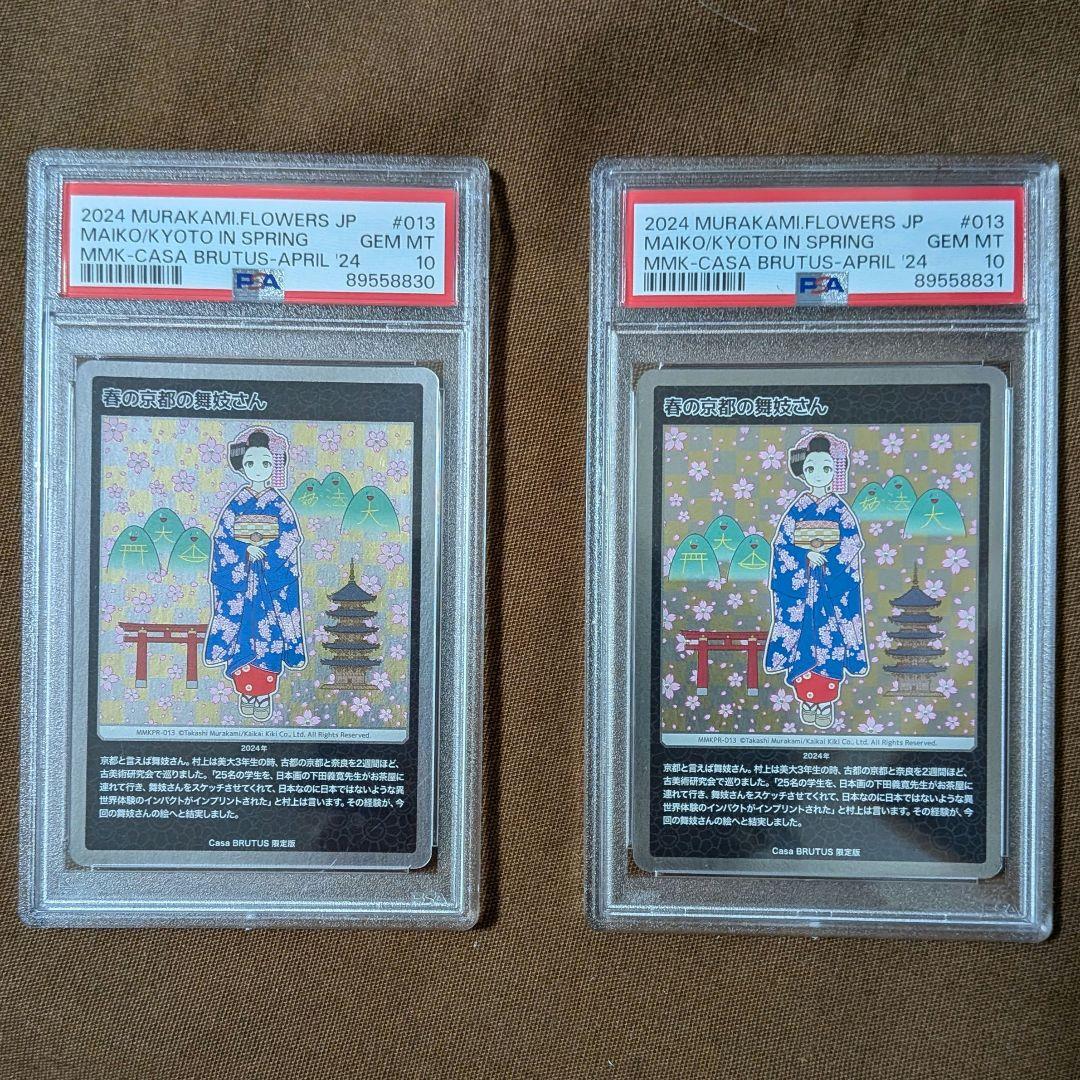 2024 MURAKAMI.FLOWERS JP #013
MAIKO/KYOTO IN SPRING GEM MT
MMK-CASA BRUTUS-APRIL '24 10
PSA 89558830
春の京都の舞妓さん
妙 法 大
大
MMKPR-013 ©Takashi Murakami/Kaikai Kiki Co., Ltd. All Rights Reserved.
2024年
京都と言えば舞妓さん。村上は美大3年生の時、古都の京都と奈良を2週間ほど、
古美術研究会で巡りました。「25名の学生を、日本画の下田義寛先生がお茶屋に
連れて行き、舞妓さんをスケッチさせてくれて、日本なのに日本ではないような異
世界体験のインパクトがインプリントされた」と村上は言います。その経験が、今
回の舞妓さんの絵へと結実しました。
Casa BRUTUS 限定版
2024 MURAKAMI.FLOWERS JP #013
MAIKO/KYOTO IN SPRING GEM MT
MMK-CASA BRUTUS-APRIL '24 10
PSA 89558831
春の京都の舞妓さん
妙 法 大
大
MMKPR-013 ©Takashi Murakami/Kaikai Kiki Co., Ltd. All Rights Reserved.
2024年
京都と言えば舞妓さん。村上は美大3年生の時、古都の京都と奈良を2週間ほど、
古美術研究会で巡りました。「25名の学生を、日本画の下田義寛先生がお茶屋に
連れて行き、舞妓さんをスケッチさせてくれて、日本なのに日本ではないような異
世界体験のインパクトがインプリントされた」と村上は言います。その経験が、今
回の舞妓さんの絵へと結実しました。
Casa BRUTUS 限定版